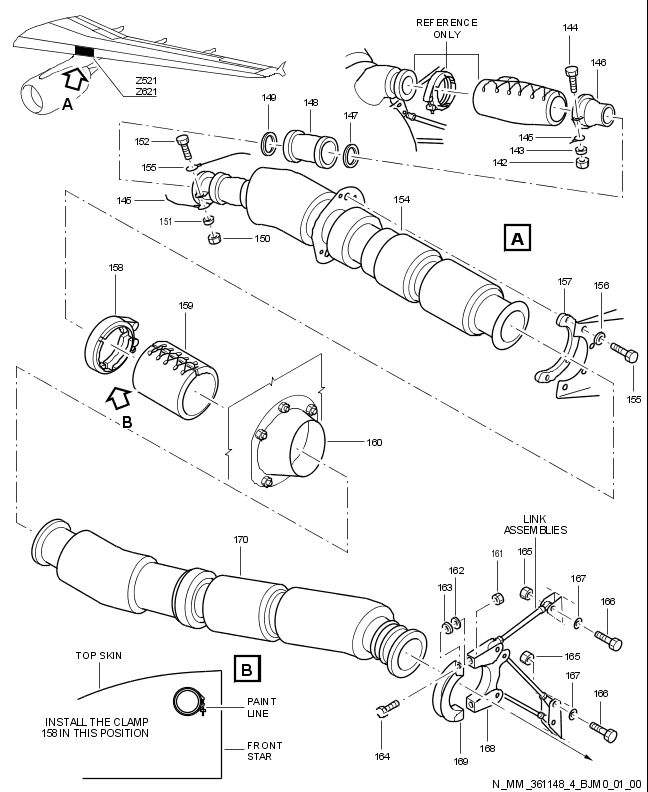 REFERENCE
ONLY
144
146
Z521
Z621
A
149
148
147
152
145
143
142
155
145
151
150
154
A
158
159
157
156
155
B
160
170
LINK
ASSEMBLIES
161
165
162
163
167
166
165
167
166
164
168
169
TOP SKIN
B
PAINT
LINE
INSTALL THE CLAMP
158 IN THIS POSITION
FRONT
STAR
N_MM_361148_4_BJM0_01_00